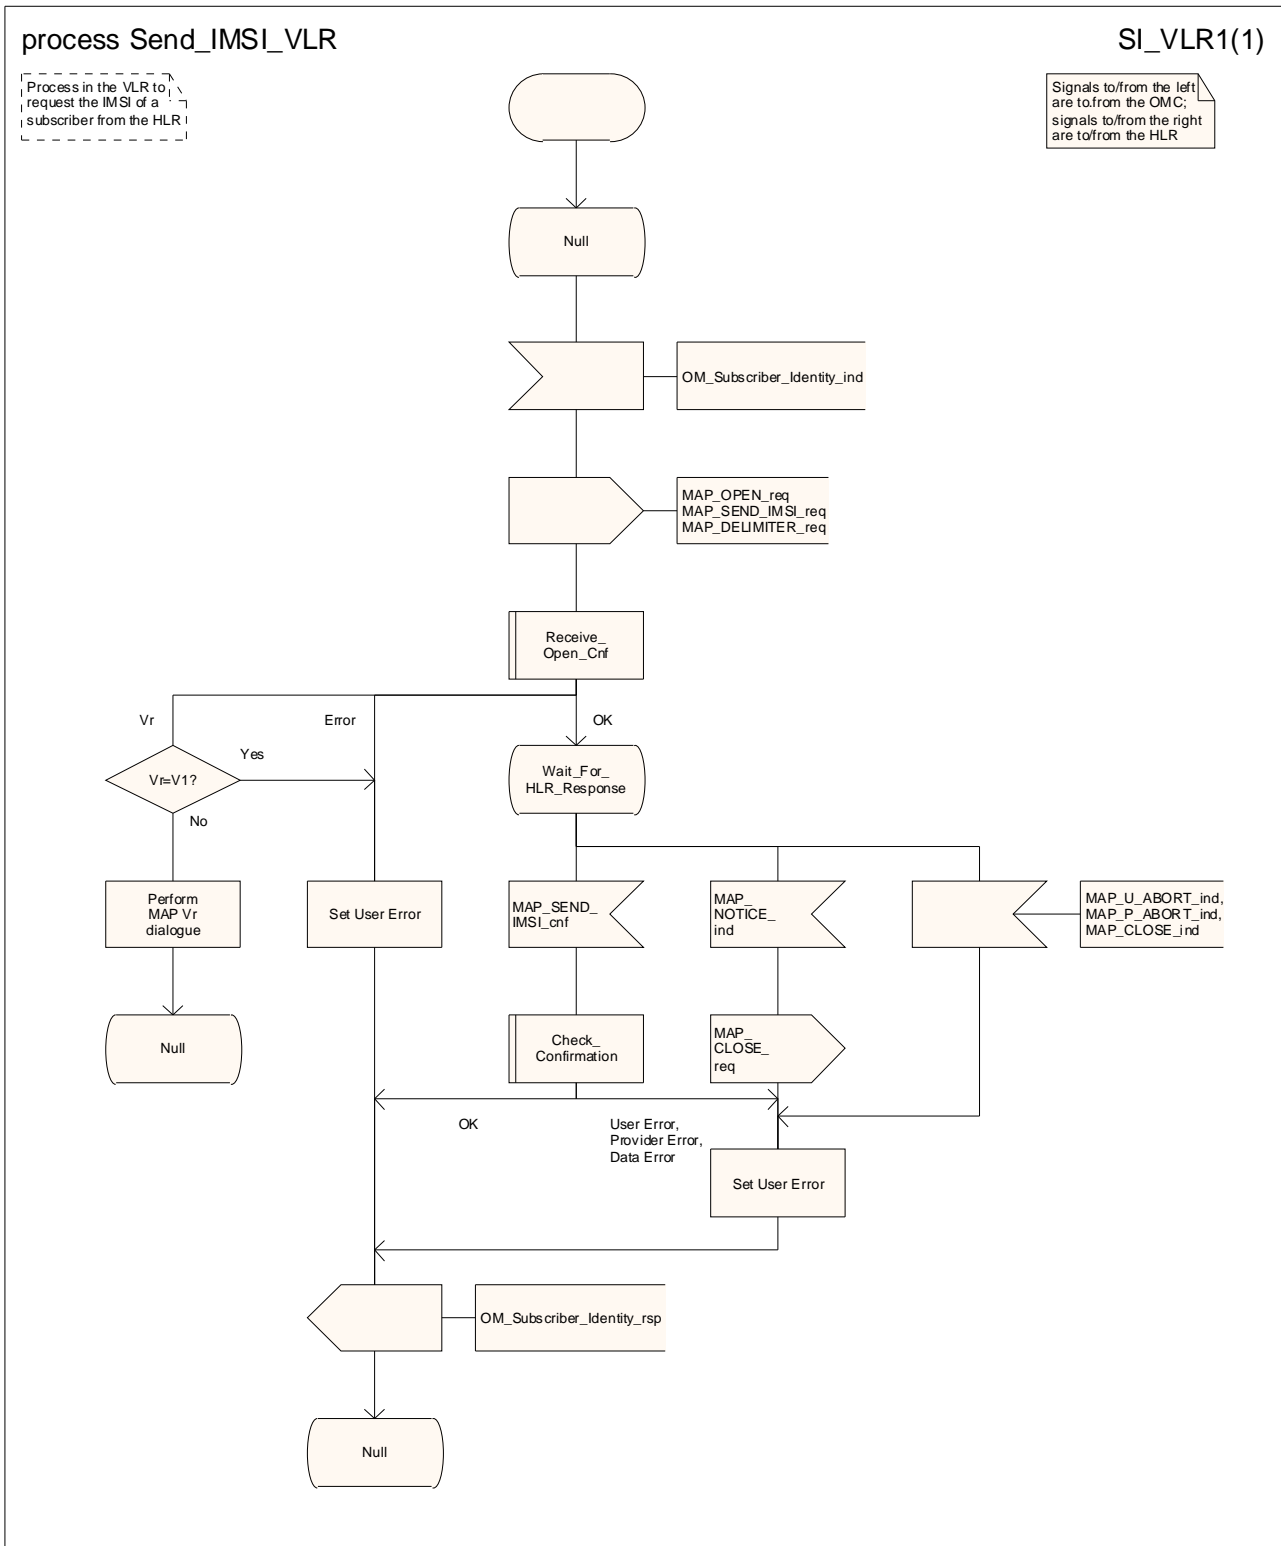 process Send_IMSI_VLR
SI_VLR1(1)
Process in the VLR to
request the IMSI of a
subscriber from the HLR
Signals to/from the left
are to.from the OMC;
signals to/from the right
are to/from the HLR
Null
OM_Subscriber_Identity_ind
MAP_OPEN_req
MAP_SEND_IMSI_req
MAP_DELIMITER_req
Receive_
Open_Cnf
Vr
Error
OK
Yes
Vr=V1?
Wait_For_
HLR_Response
No
Perform
MAP Vr
dialogue
Set User Error
MAP_SEND_
IMSI_cnf
MAP_
NOTICE_
ind
MAP_U_ABORT_ind,
MAP_P_ABORT_ind,
MAP_CLOSE_ind
Null
Check_
Confirmation
MAP_
CLOSE_
req
OK
User Error,
Provider Error,
Data Error
Set User Error
OM_Subscriber_Identity_rsp
Null